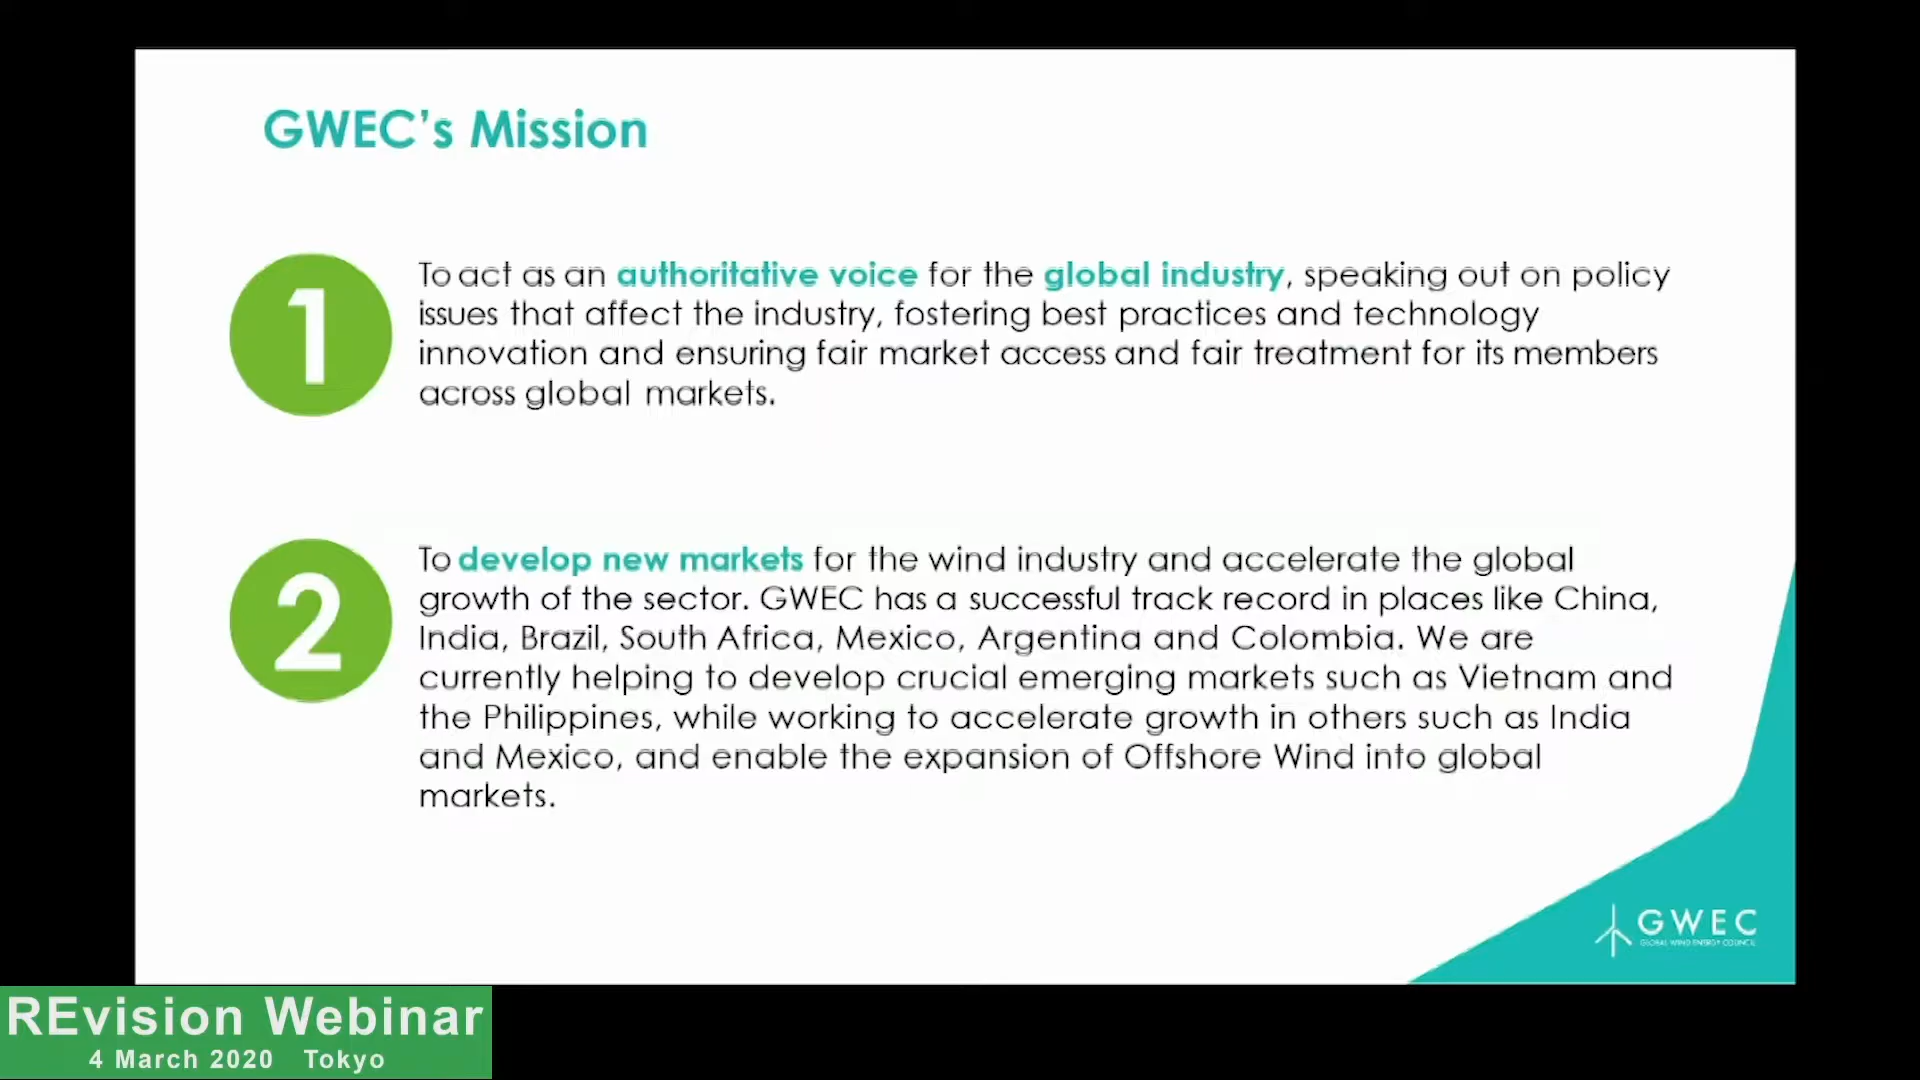 GWEC’s Mission
1
To act as an authoritative voice for the global industry, speaking out on policy
issues that affect the industry, fostering best practices and technology
innovation and ensuring fair market access and fair treatment for its members
across global markets.
2
To develop new markets for the wind industry and accelerate the global
growth of the sector. GWEC has a successful track record in places like China,
India, Brazil, South Africa, Mexico, Argentina and Colombia. We are
currently helping to develop crucial emerging markets such as Vietnam and
the Philippines, while working to accelerate growth in others such as India
and Mexico, and enable the expansion of Offshore Wind into global
markets.
GWEC
GLOBAL WIND ENERGY COUNCIL
REvision Webinar
4 March 2020 Tokyo